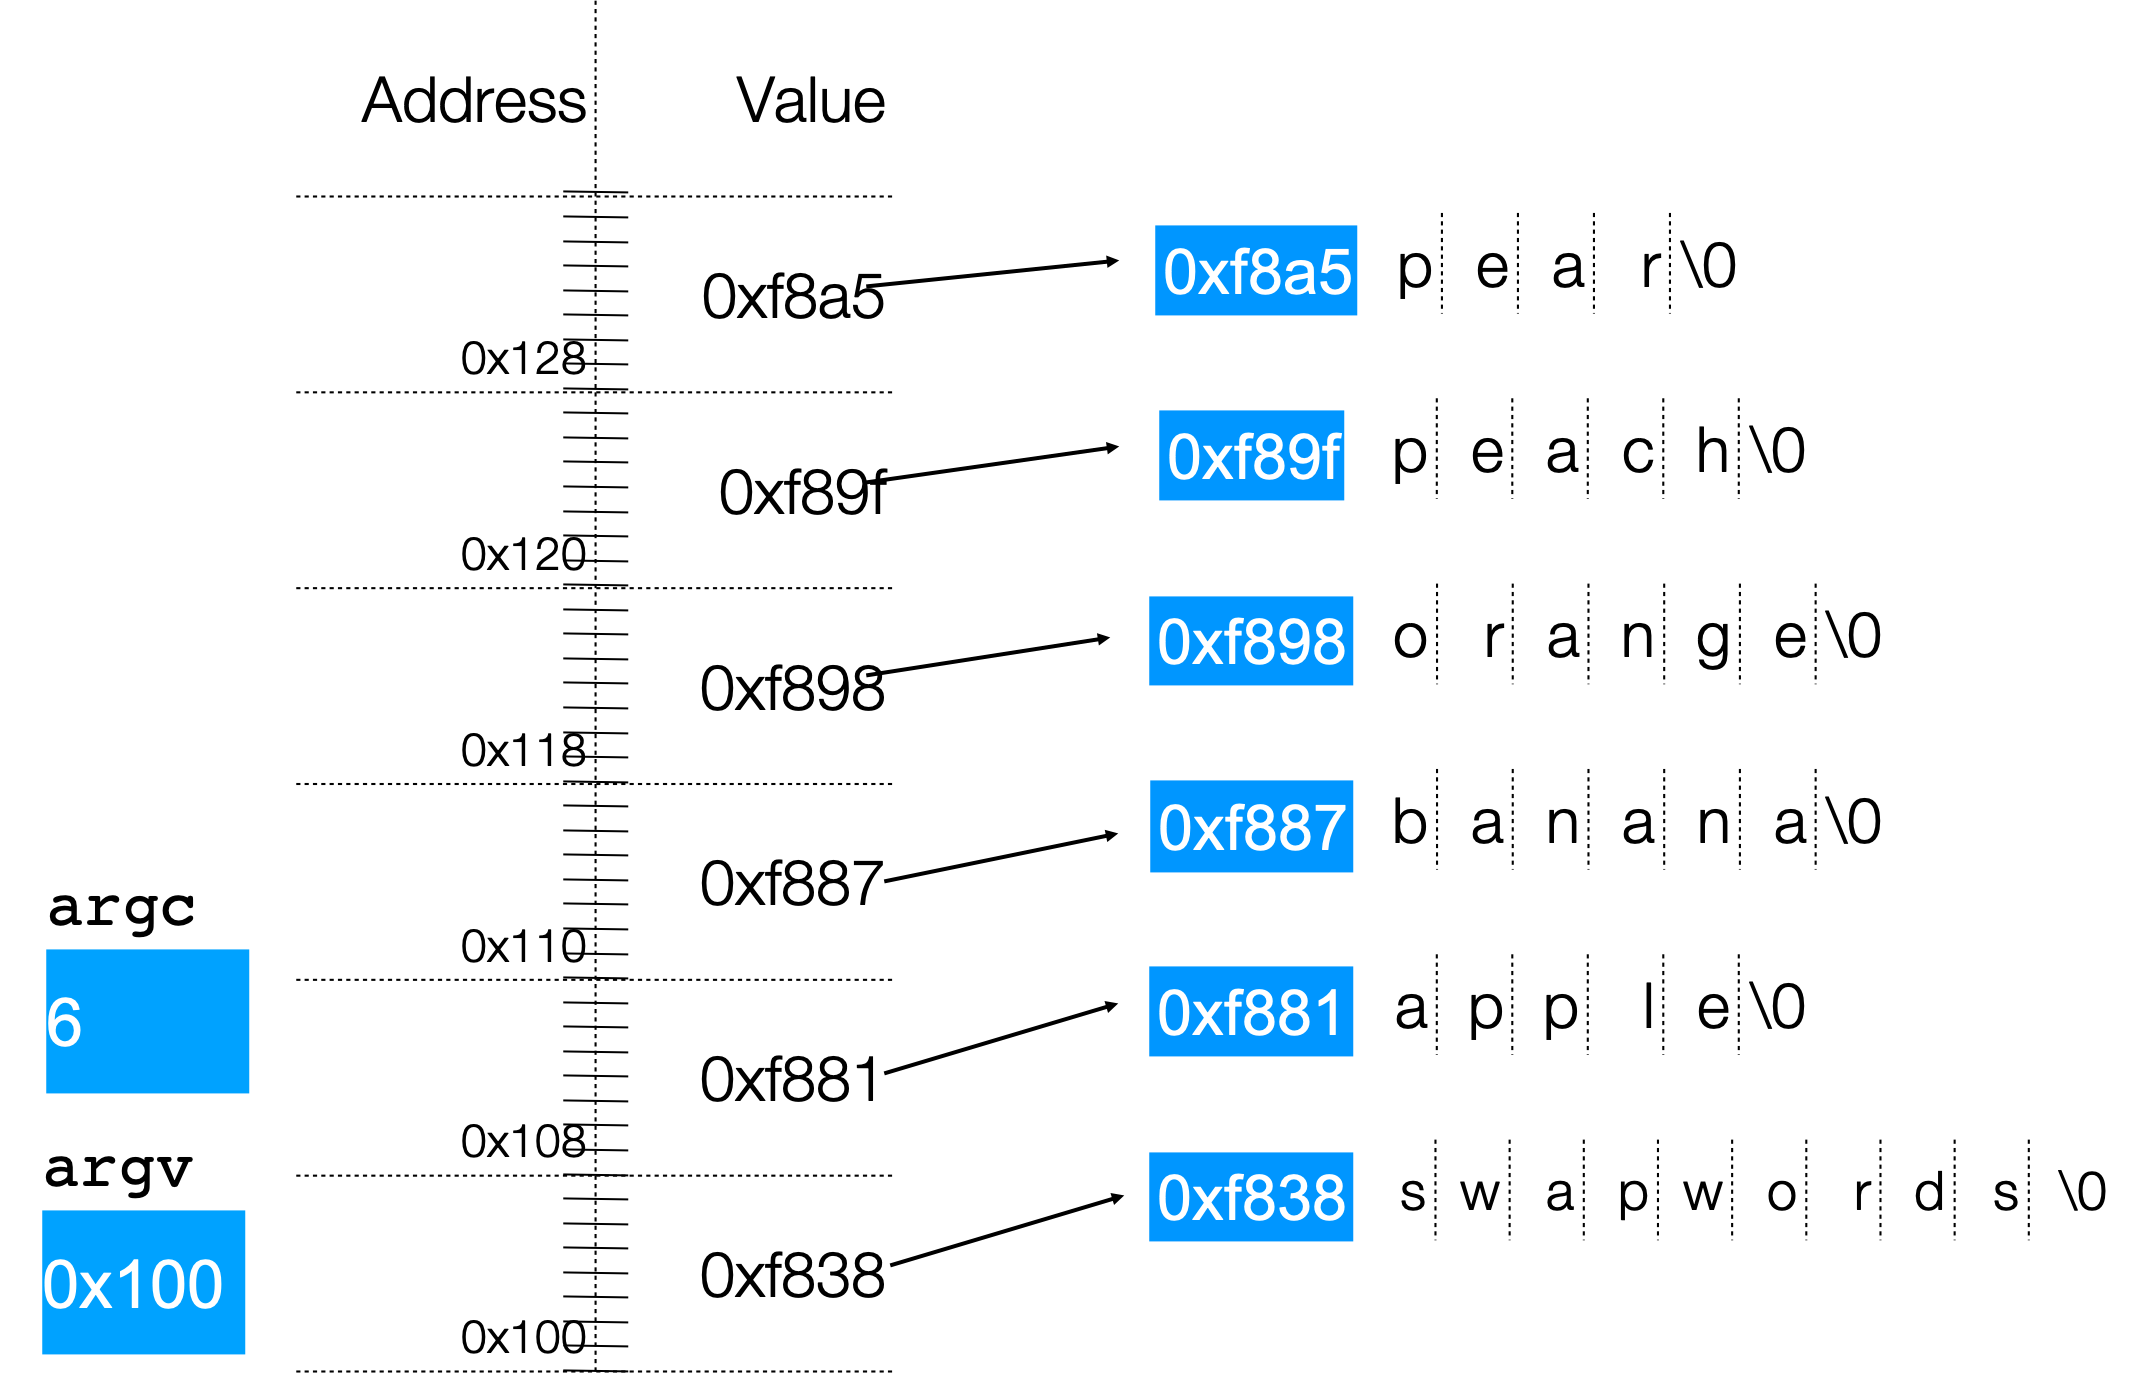 Address Value
0xf8a5 0xf8a5 p e a r \0
0x128
0xf89f 0xf89f p e a c h \0
0x120
0xf898 0xf898 o r a n g e \0
0x118
0xf887 0xf887 b a n a n a \0
argc
0x110
6
0xf881 0xf881 a p p l e \0
0x108
argv
0xf838 0xf838 s w a p w o r d s \0
0x100
0x100